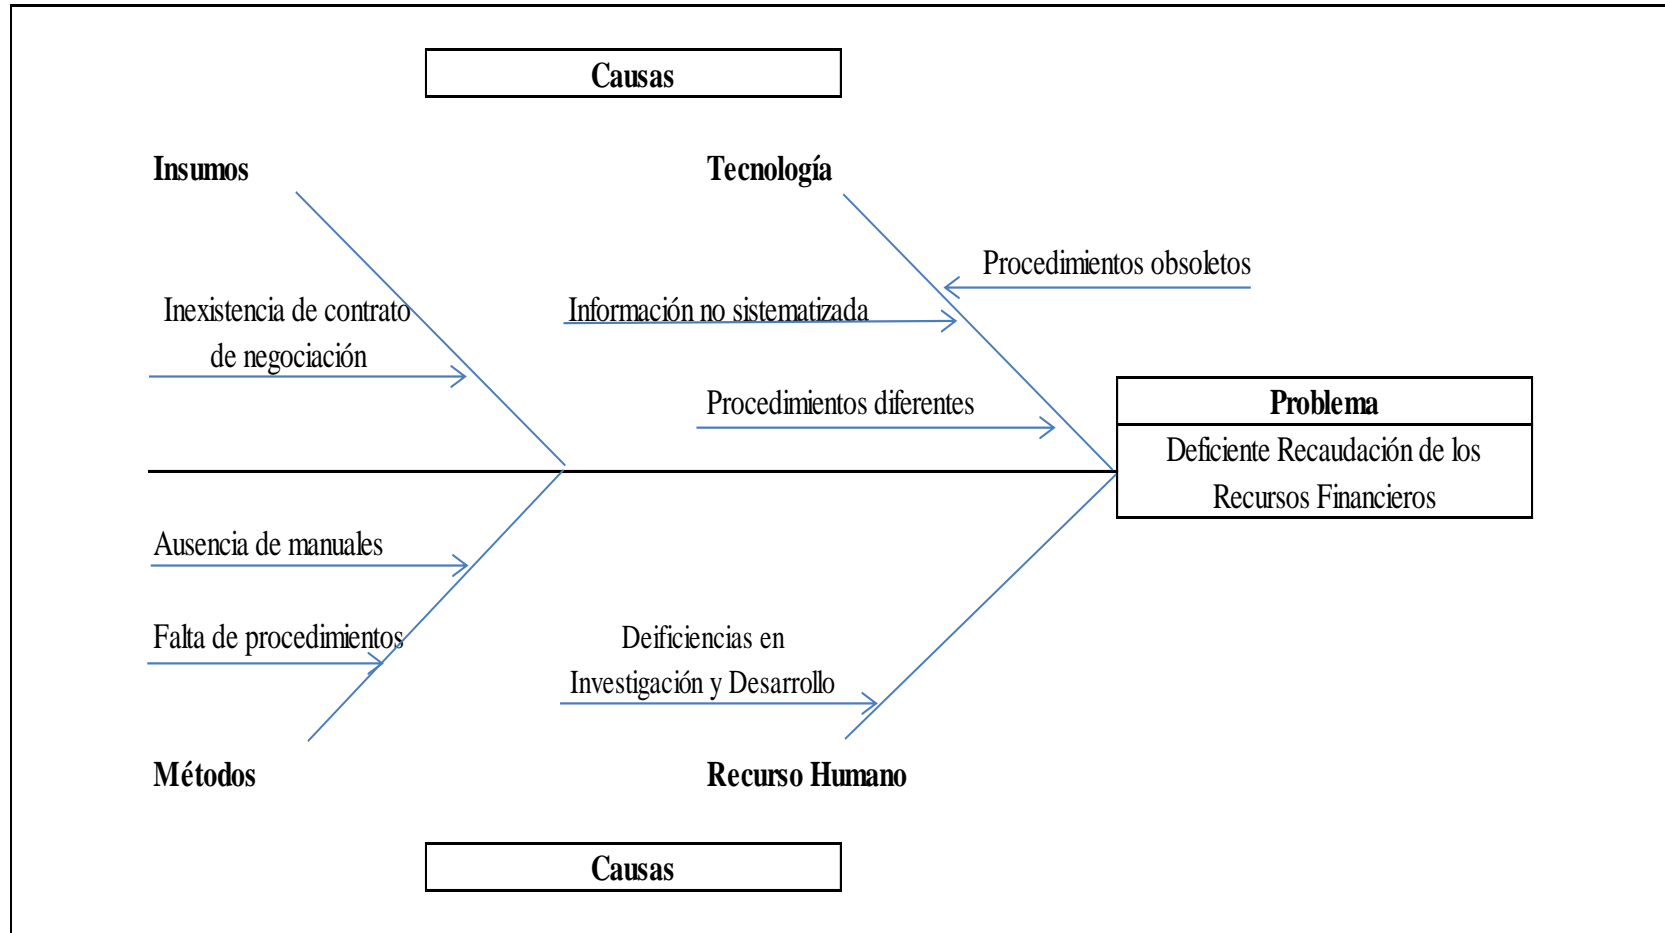 Causas
Insumos
Tecnología
Procedimientos obsoletos
Inexistencia de contrato
de negociación
Información no sistematizada
Procedimientos diferentes
Problema
Deficiente Recaudación de los
Recursos Financieros
Ausencia de manuales
Falta de procedimientos
Deificiencias en
Investigación y Desarrollo
Métodos
Recurso Humano
Causas